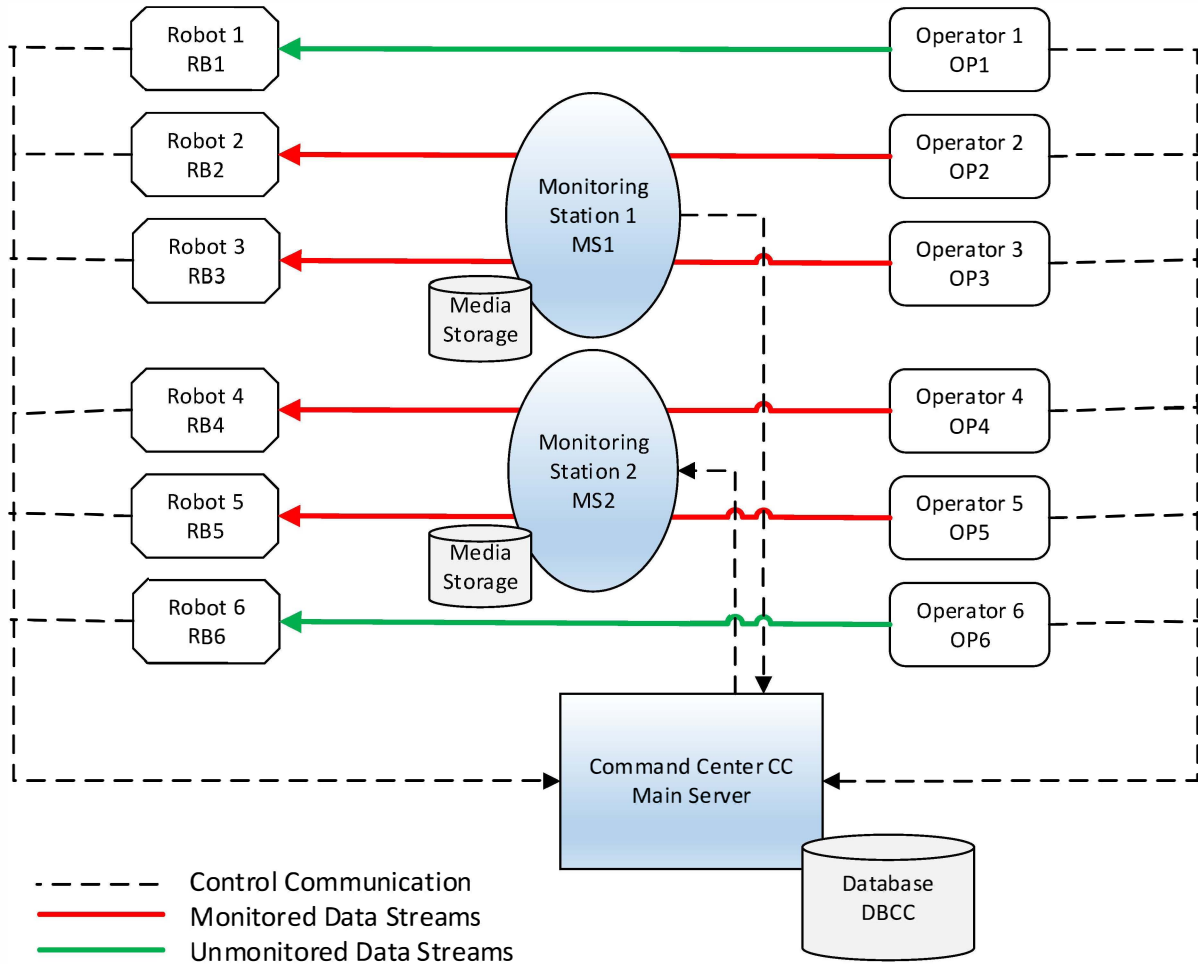 Robot 1
RB1
Operator 1
OP1
Robot 2
RB2
Operator 2
OP2
Monitoring
Station 1
MS1
Robot 3
RB3
Operator 3
OP3
Media
Storage
Robot 4
RB4
Operator 4
OP4
Monitoring
Station 2
MS2
Robot 5
RB5
Operator 5
OP5
Media
Storage
Robot 6
RB6
Operator 6
OP6
Command Center CC
Main Server
Database
DBCC
Control Communication
Monitored Data Streams
Unmonitored Data Streams